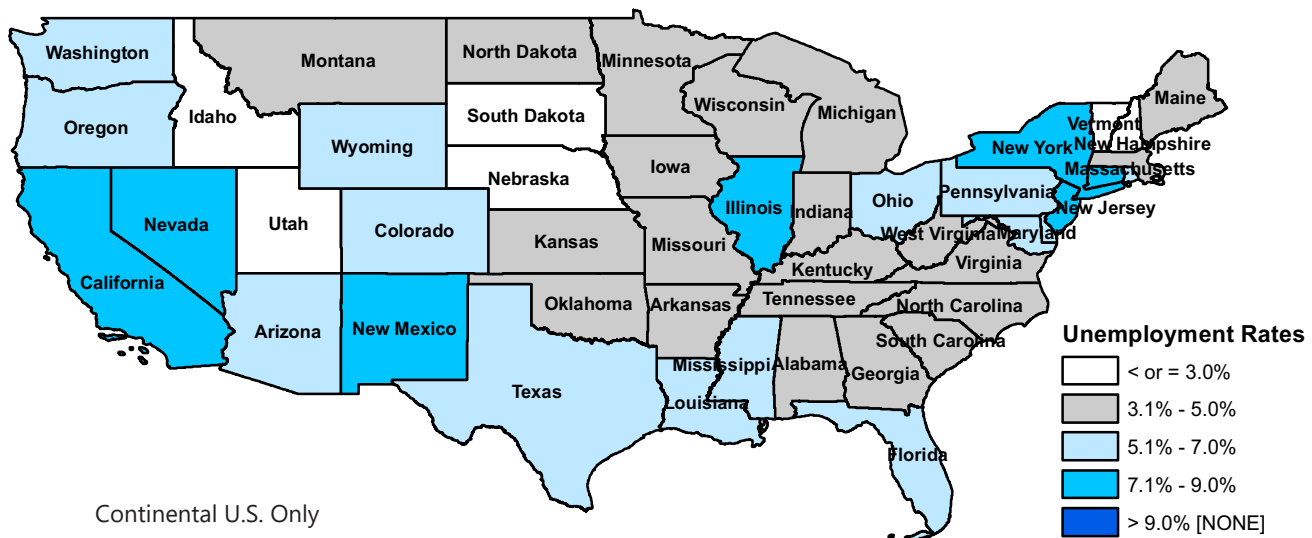 Washington
Montana
North Dakota
Minnesota
Maine
Idaho
South Dakota
Wisconsin
Michigan
Vermont
Oregon
Wyoming
New York
New Hampshire
Nebraska
Iowa
Massachusetts
Nevada
Utah
Colorado
Illinois
Indiana
Ohio
Pennsylvania
New Jersey
California
Kansas
Missouri
West Virginia
Maryland
Kentucky
Virginia
Arizona
New Mexico
Oklahoma
Arkansas
Tennessee
North Carolina
South Carolina
Texas
Mississippi
Alabama
Georgia
Louisiana
Florida
Continental U.S. Only
Unemployment Rates
< or = 3.0%
3.1% - 5.0%
5.1% - 7.0%
7.1% - 9.0%
> 9.0% [NONE]